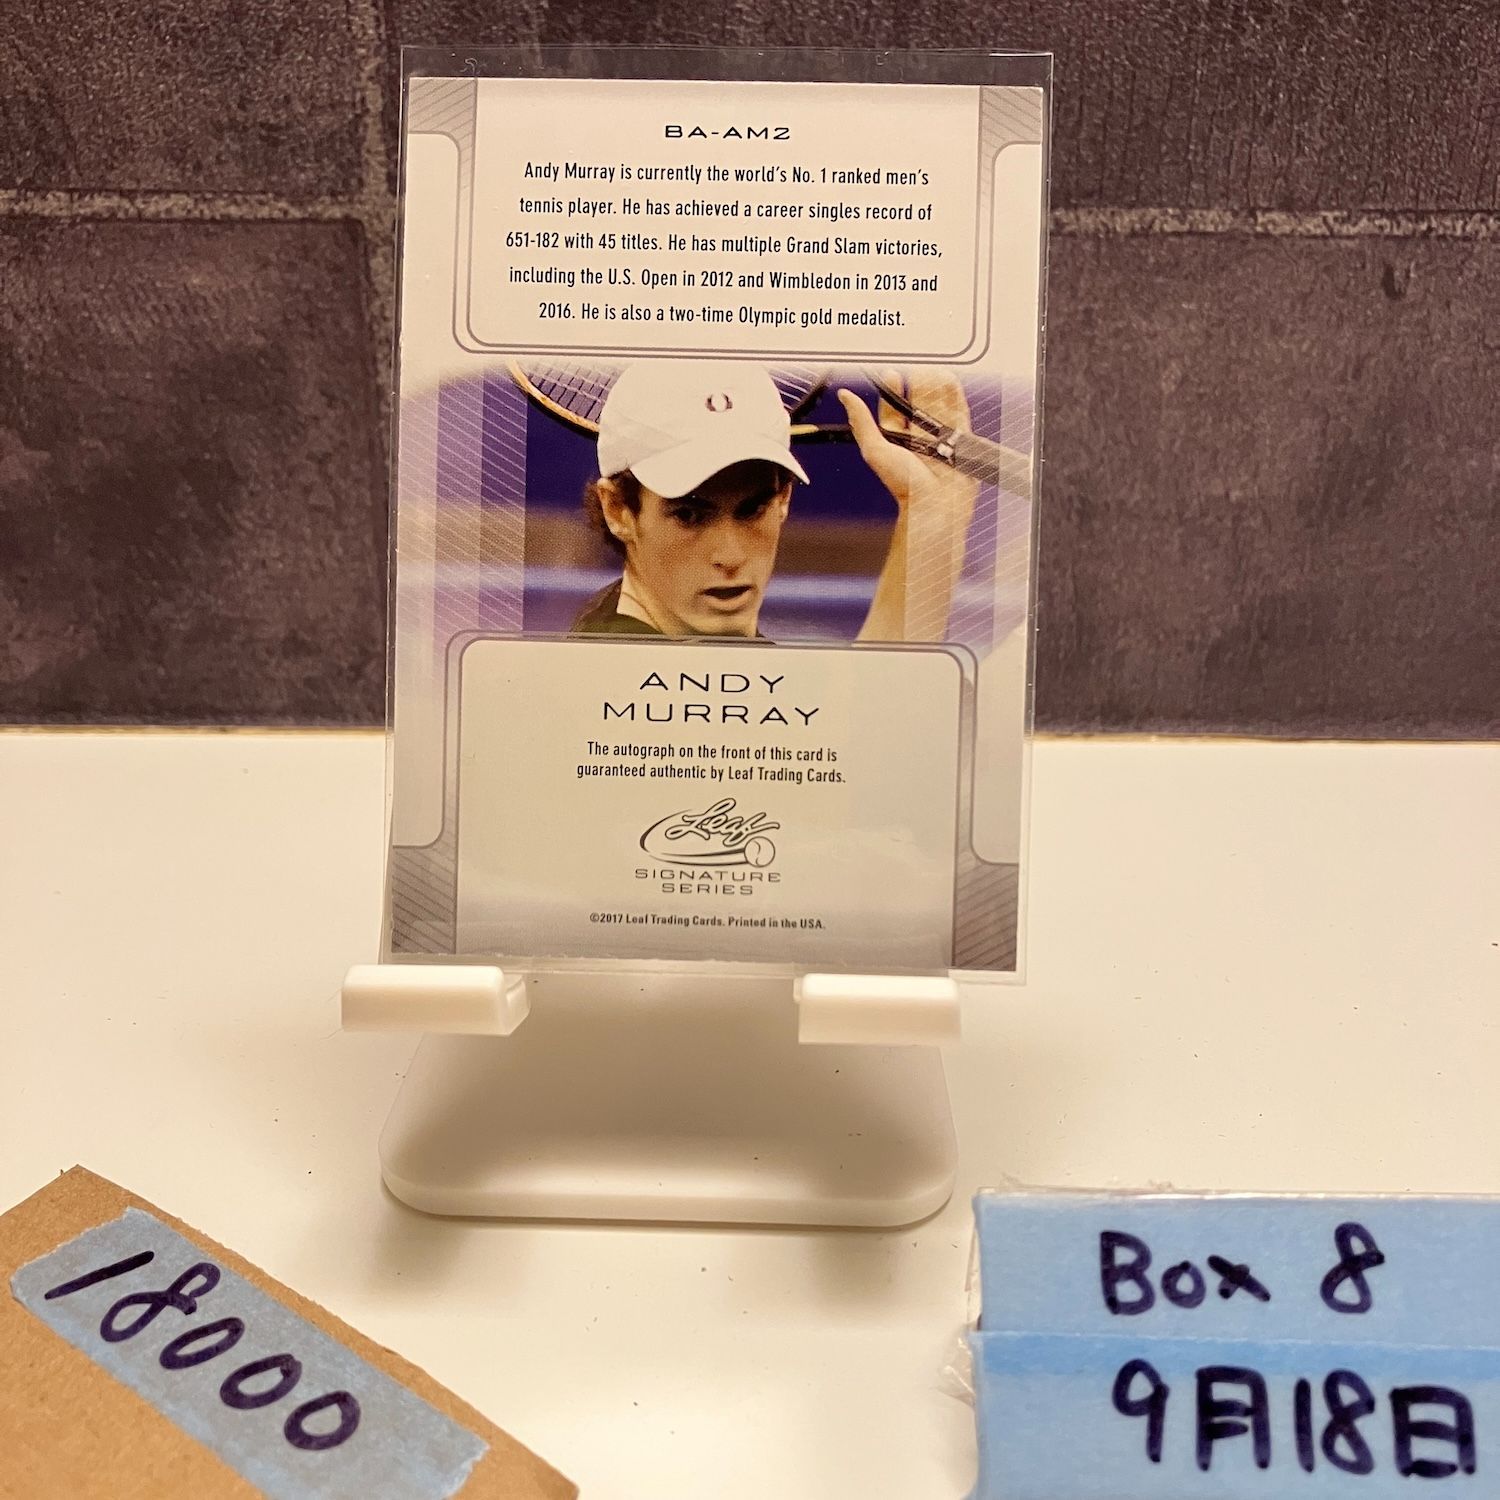 BA-AM2
Andy Murray is currently the world's No. 1 ranked men's
tennis player. He has achieved a career singles record of
651-182 with 45 titles. He has multiple Grand Slam victories,
including the U.S. Open in 2012 and Wimbledon in 2013 and
2016. He is also a two-time Olympic gold medalist.
ANDY
MURRAY
The autograph on the front of this card is
guaranteed authentic by Leaf Trading Cards.
Leaf
SIGNATURE
SERIES
©2017 Leaf Trading Cards. Printed in the USA.
18000
Box 8
9月18日